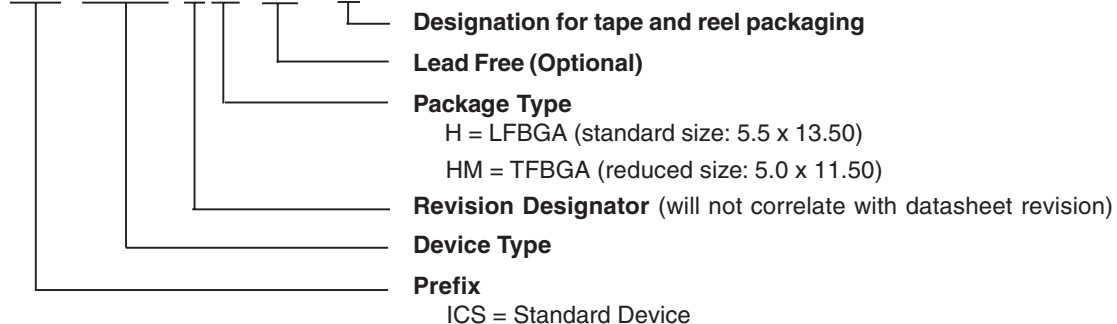 Designation for tape and reel packaging
Lead Free (Optional)
Package Type
H = LFBGA (standard size: 5.5 x 13.50)
HM = TFBGA (reduced size: 5.0 x 11.50)
Revision Designator (will not correlate with datasheet revision)
Device Type
Prefix
ICS = Standard Device